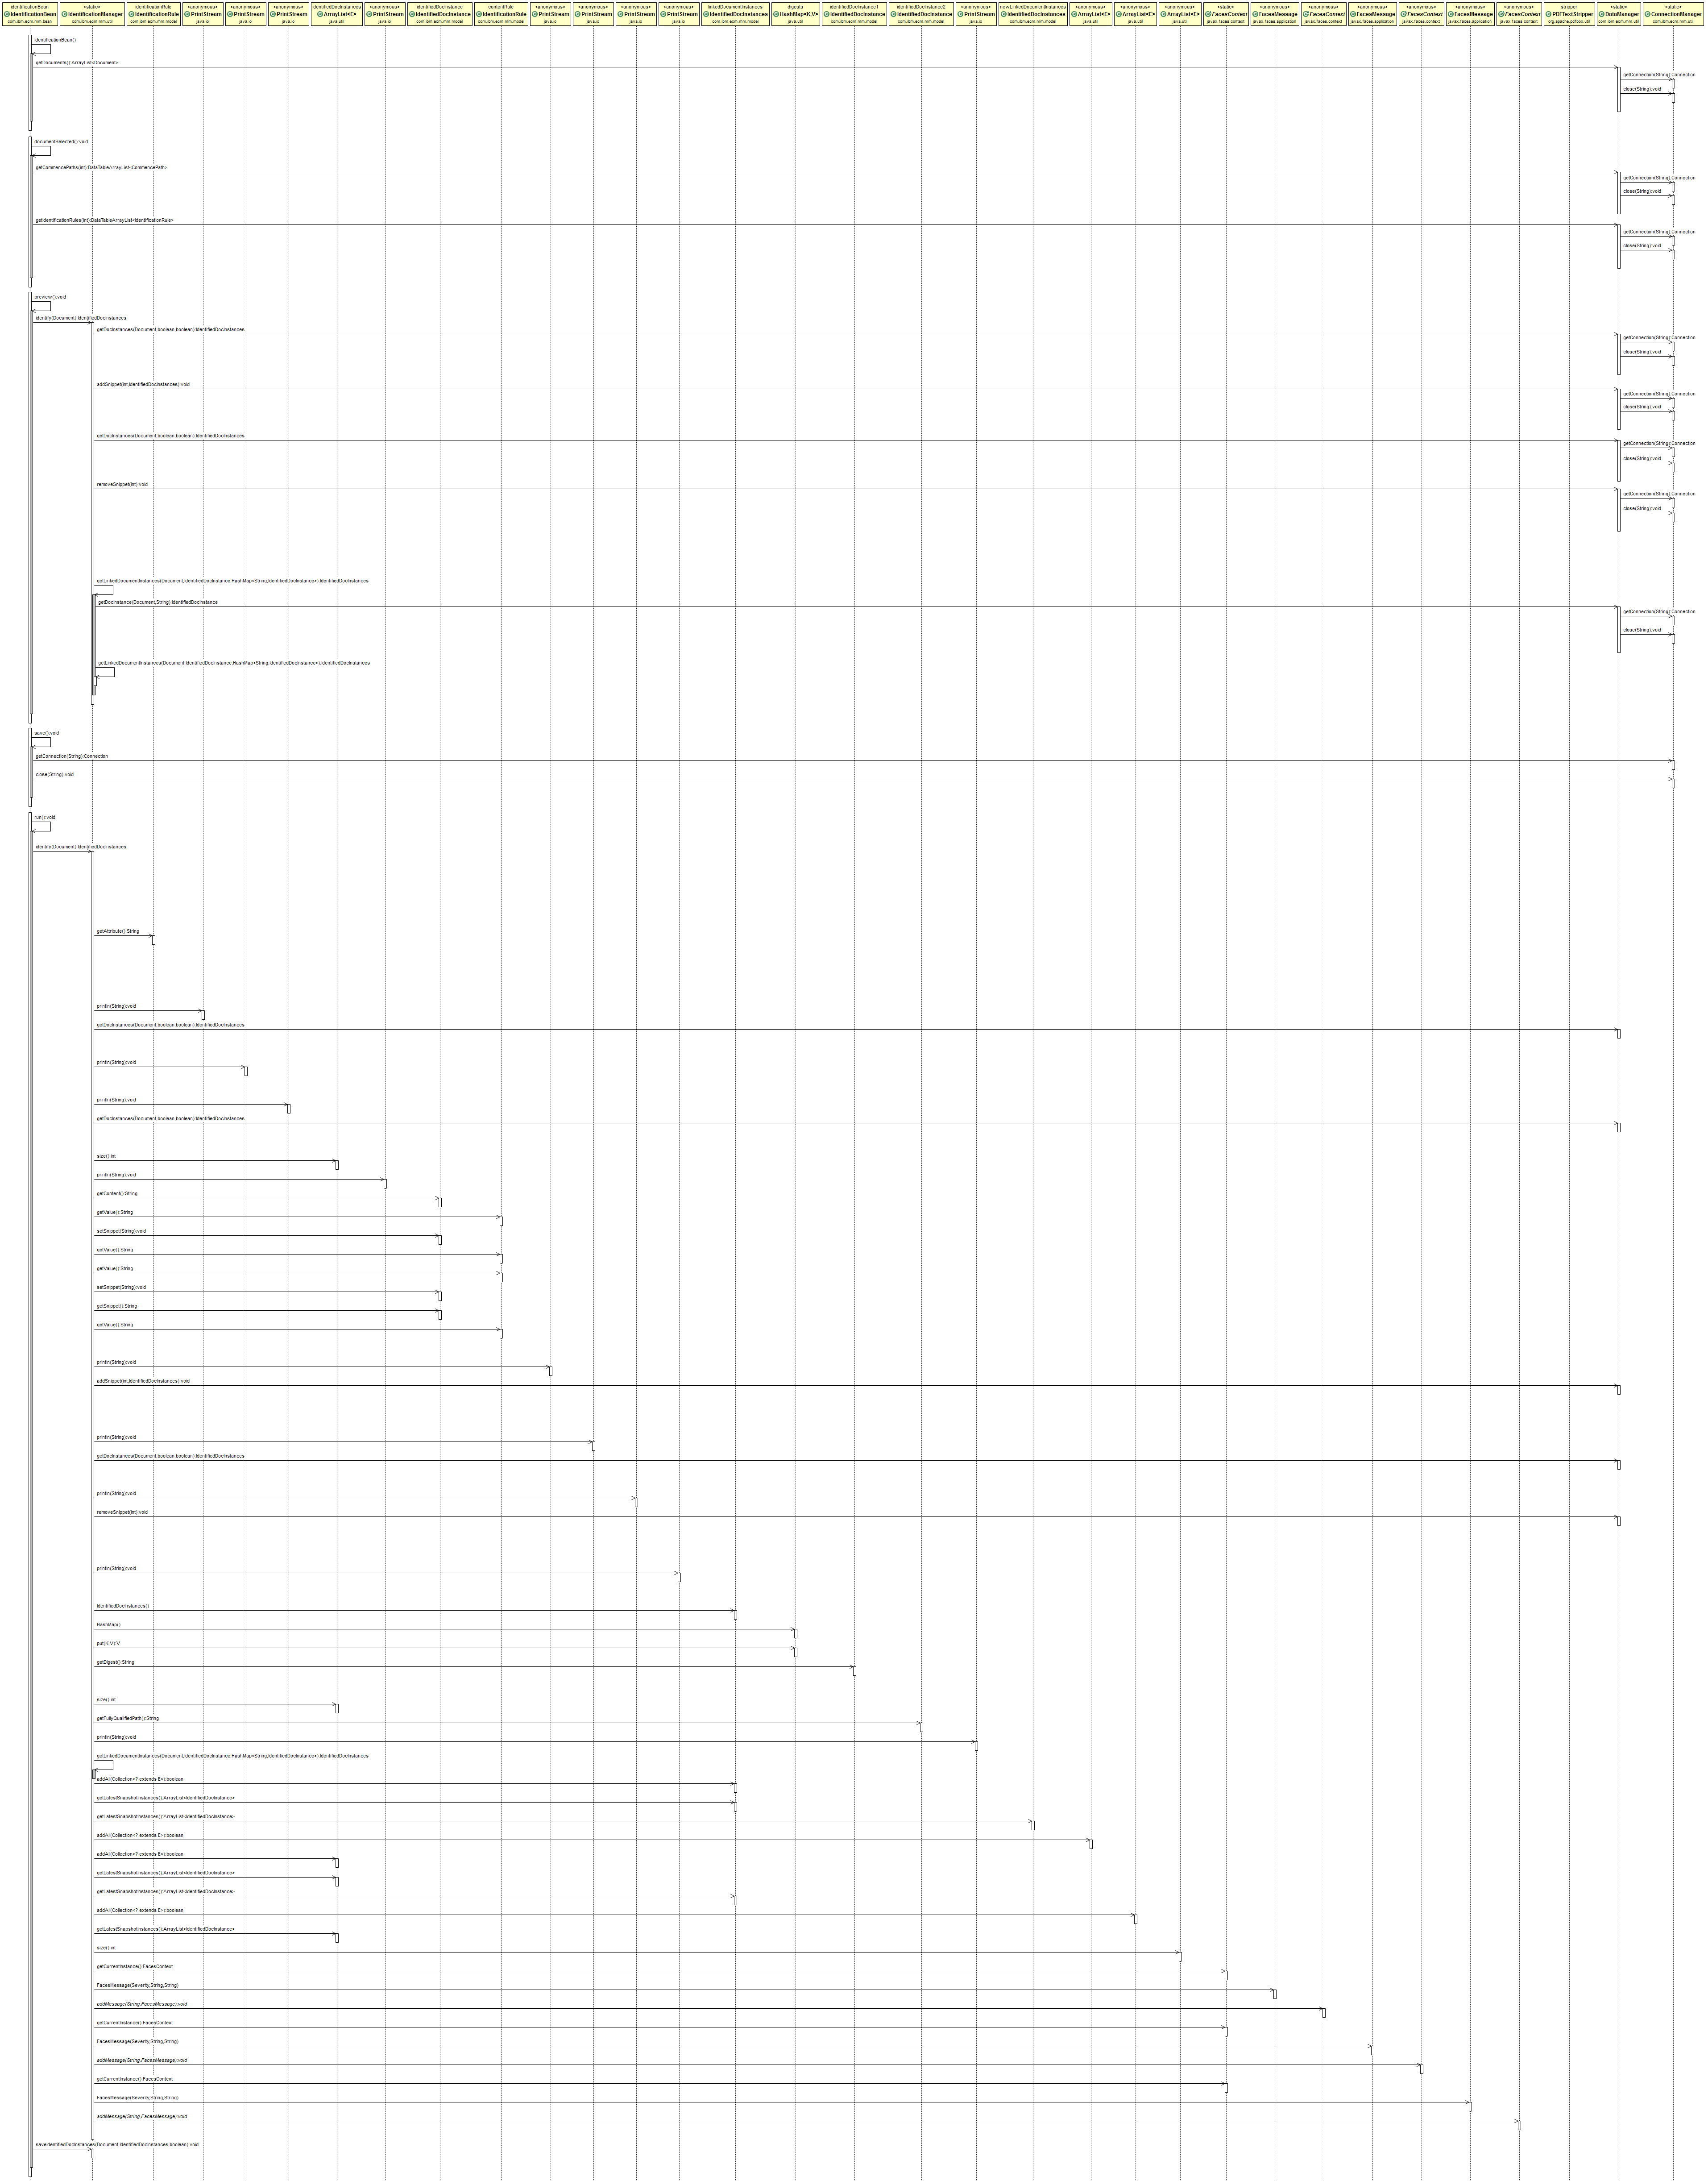 identificationBean «static» identificationRule «anonymous» «anonymous» «anonymous» identifiedDocInstances «anonymous» identifiedDocInstance contentRule «anonymous» «anonymous» «anonymous» «anonymous» linkedDocumentInstances digests identifiedDocInstance1 identifiedDocInstance2 «anonymous» newLinkedDocumentInstances «anonymous» «anonymous» «anonymous» «static» «anonymous» «anonymous» «anonymous» «anonymous» «anonymous» «anonymous» stripper «static» «static»
IdentificationBean IdentificationManager IdentificationRule PrintStream PrintStream PrintStream ArrayList<E> PrintStream IdentifiedDocInstance IdentificationRule PrintStream PrintStream PrintStream PrintStream IdentifiedDocInstances HashMap<K,V> IdentifiedDocInstance IdentifiedDocInstance PrintStream IdentifiedDocInstances ArrayList<E> ArrayList<E> ArrayList<E> FacesContext FacesMessage FacesContext FacesMessage FacesContext FacesMessage FacesContext PDFTextStripper DataManager ConnectionManager
com.ibm.aom.mm.bean com.ibm.aom.mm.util com.ibm.aom.mm.model java.io java.io java.io java.util java.io com.ibm.aom.mm.model com.ibm.aom.mm.model java.io java.io java.io java.io com.ibm.aom.mm.model java.util com.ibm.aom.mm.model com.ibm.aom.mm.model java.io com.ibm.aom.mm.model java.util java.util java.util javax.faces.context javax.faces.application javax.faces.context javax.faces.application javax.faces.context javax.faces.application javax.faces.context org.apache.pdfbox.util com.ibm.aom.mm.util com.ibm.aom.mm.util
IdentificationBean()
getDocuments():ArrayList<Document>
getConnection(String):Connection
close(String):void
documentSelected():void
getCommencePaths(int):DataTableArrayList<CommencePath>
getConnection(String):Connection
close(String):void
getIdentificationRules(int):DataTableArrayList<IdentificationRule>
getConnection(String):Connection
close(String):void
preview():void
identify(Document):IdentifiedDocInstances
getDocInstances(Document,boolean,boolean):IdentifiedDocInstances
getConnection(String):Connection
close(String):void
addSnippet(int,IdentifiedDocInstances):void
getConnection(String):Connection
close(String):void
getDocInstances(Document,boolean,boolean):IdentifiedDocInstances
getConnection(String):Connection
close(String):void
removeSnippet(int):void
getConnection(String):Connection
close(String):void
getLinkedDocumentInstances(Document,IdentifiedDocInstance,HashMap<String,IdentifiedDocInstance>):IdentifiedDocInstances
getDocInstance(Document,String):IdentifiedDocInstance
getConnection(String):Connection
close(String):void
getLinkedDocumentInstances(Document,IdentifiedDocInstance,HashMap<String,IdentifiedDocInstance>):IdentifiedDocInstances
save():void
getConnection(String):Connection
close(String):void
run():void
identify(Document):IdentifiedDocInstances
getAttribute():String
println(String):void
getDocInstances(Document,boolean,boolean):IdentifiedDocInstances
println(String):void
println(String):void
getDocInstances(Document,boolean,boolean):IdentifiedDocInstances
size():int
println(String):void
getContent():String
getValue():String
setSnippet(String):void
getValue():String
getValue():String
setSnippet(String):void
getSnippet():String
getValue():String
println(String):void
addSnippet(int,IdentifiedDocInstances):void
println(String):void
getDocInstances(Document,boolean,boolean):IdentifiedDocInstances
println(String):void
removeSnippet(int):void
println(String):void
IdentifiedDocInstances()
HashMap()
put(K,V):V
getDigest():String
size():int
getFullyQualifiedPath():String
println(String):void
getLinkedDocumentInstances(Document,IdentifiedDocInstance,HashMap<String,IdentifiedDocInstance>):IdentifiedDocInstances
addAll(Collection<? extends E>):boolean
getLatestSnapshotInstances():ArrayList<IdentifiedDocInstance>
getLatestSnapshotInstances():ArrayList<IdentifiedDocInstance>
addAll(Collection<? extends E>):boolean
addAll(Collection<? extends E>):boolean
getLatestSnapshotInstances():ArrayList<IdentifiedDocInstance>
getLatestSnapshotInstances():ArrayList<IdentifiedDocInstance>
addAll(Collection<? extends E>):boolean
getLatestSnapshotInstances():ArrayList<IdentifiedDocInstance>
size():int
getCurrentInstance():FacesContext
FacesMessage(Severity,String,String)
addMessage(String,FacesMessage):void
getCurrentInstance():FacesContext
FacesMessage(Severity,String,String)
addMessage(String,FacesMessage):void
getCurrentInstance():FacesContext
FacesMessage(Severity,String,String)
addMessage(String,FacesMessage):void
saveIdentifiedDocInstances(Document,IdentifiedDocInstances,boolean):void